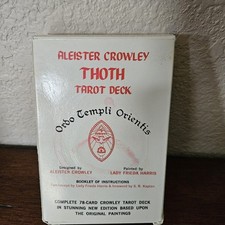 ALEISTER CROWLEY
THOTH
TAROT DECK
Ordo Templi Orientis
Designed by
ALEISTER CROWLEY
Painted by
LADY FRIEDA HARRIS
BOOKLET OF INSTRUCTIONS
COMPLETE 78-CARD CROWLEY TAROT DECK
IN STUNNING NEW EDITION BASED UPON
THE ORIGINAL PAINTINGS